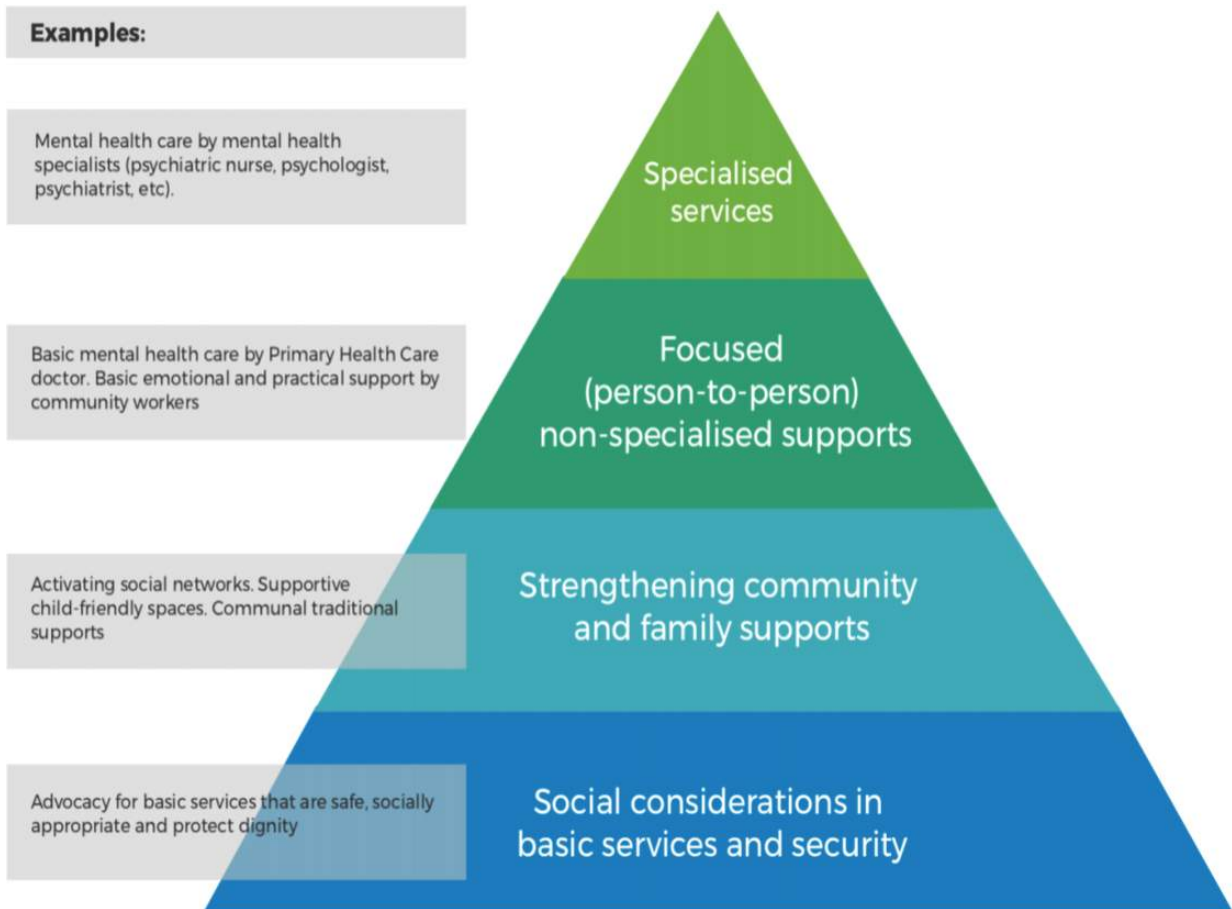 Examples:
Mental health care by mental health
specialists (psychiatric nurse, psychologist,
psychiatrist, etc).
Specialised
services
Basic mental health care by Primary Health Care
doctor. Basic emotional and practical support by
community workers
Focused
(person-to-person)
non-specialised supports
Activating social networks. Supportive
child-friendly spaces. Communal traditional
supports
Strengthening community
and family supports
Advocacy for basic services that are safe, socially
appropriate and protect dignity
Social considerations in
basic services and security